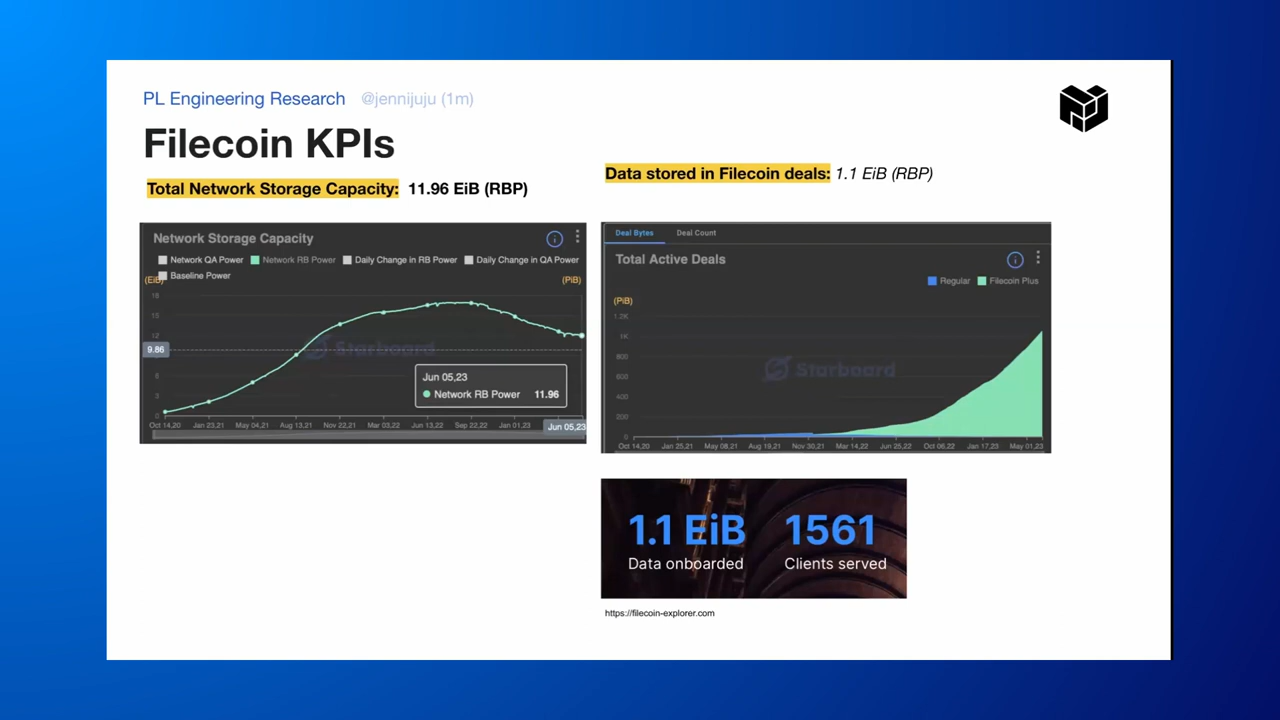 PL Engineering Research @jennijuju (1m)
Filecoin KPIs
Total Network Storage Capacity: 11.96 EiB (RBP)
Network Storage Capacity
Network QA Power Network RB Power Daily Change in RB Power Daily Change in QA Power
Baseline Power
(EiB) (PiB)
18
15
12
9.86
6
3
0
Starboard
Jun 05,23
Network RB Power 11.96
Oct 14,20 Jan 23,21 May 04,21 Aug 13,21 Nov 22,21 Mar 03,22 Jun 13,22 Sep 22,22 Jan 01,23 Jun 05,23
Data stored in Filecoin deals: 1.1 EiB (RBP)
Deal Bytes Deal Count
Total Active Deals
Regular Filecoin Plus
(PiB)
1.2K
1K
800
600
400
200
0
Starboard
Oct 14,20 Jan 25,21 May 08,21 Aug 19,21 Nov 30,21 Mar 14,22 Jun 25,22 Oct 06,22 Jan 17,23 May 01,23
1.1 EiB 1561
Data onboarded Clients served
https://filecoin-explorer.com